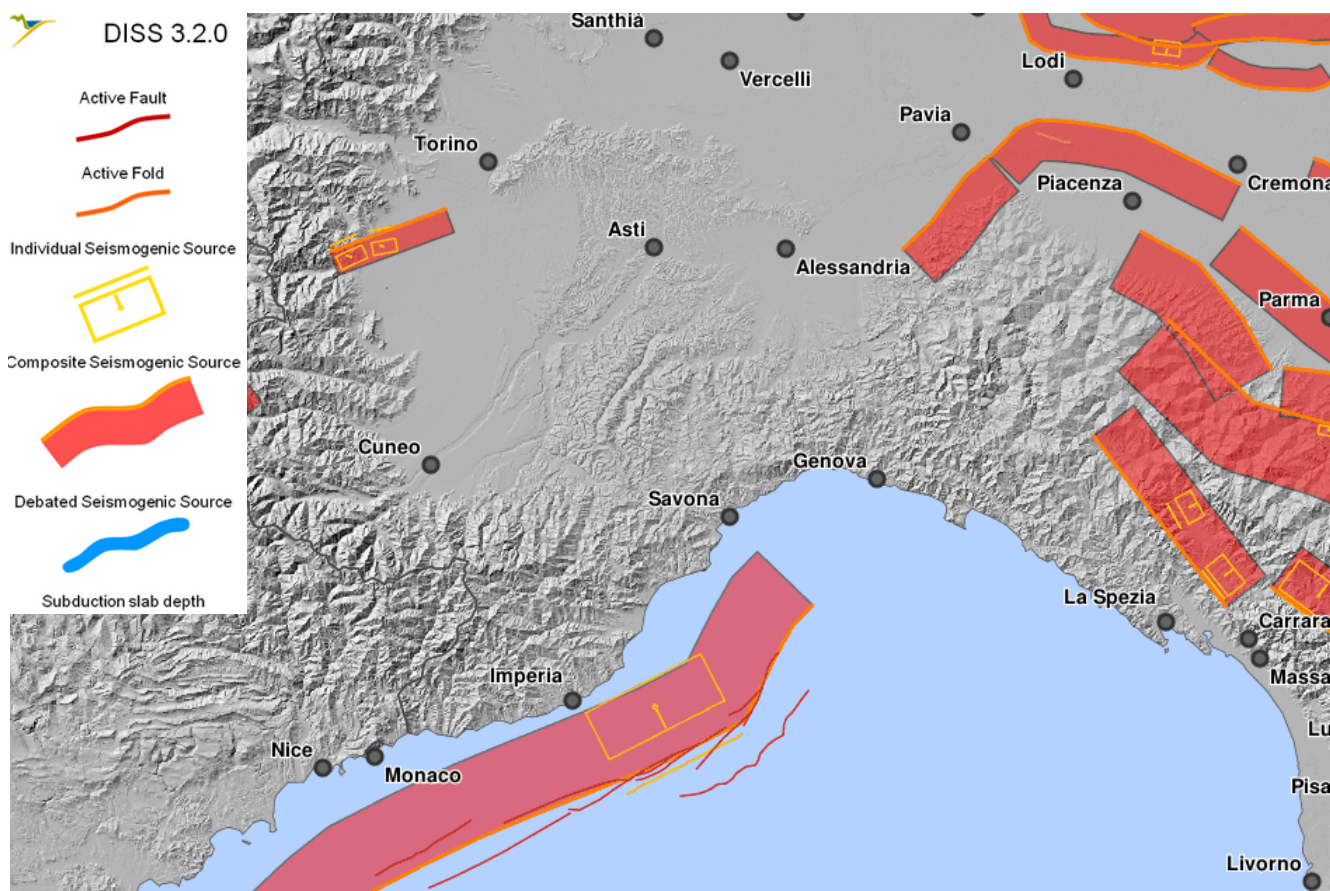 DISS 3.2.0
Active Fault
Active Fold
Individual Seismogenic Source
Composite Seismogenic Source
Debated Seismogenic Source
Subduction slab depth
Santhià
Vercelli
Lodi
Pavia
Torino
Piacenza
Cremona
Asti
Alessandria
Parma
Cuneo
Genova
Savona
La Spezia
Carrara
Massa
Imperia
Lu
Nice
Monaco
Pisa
Livorno